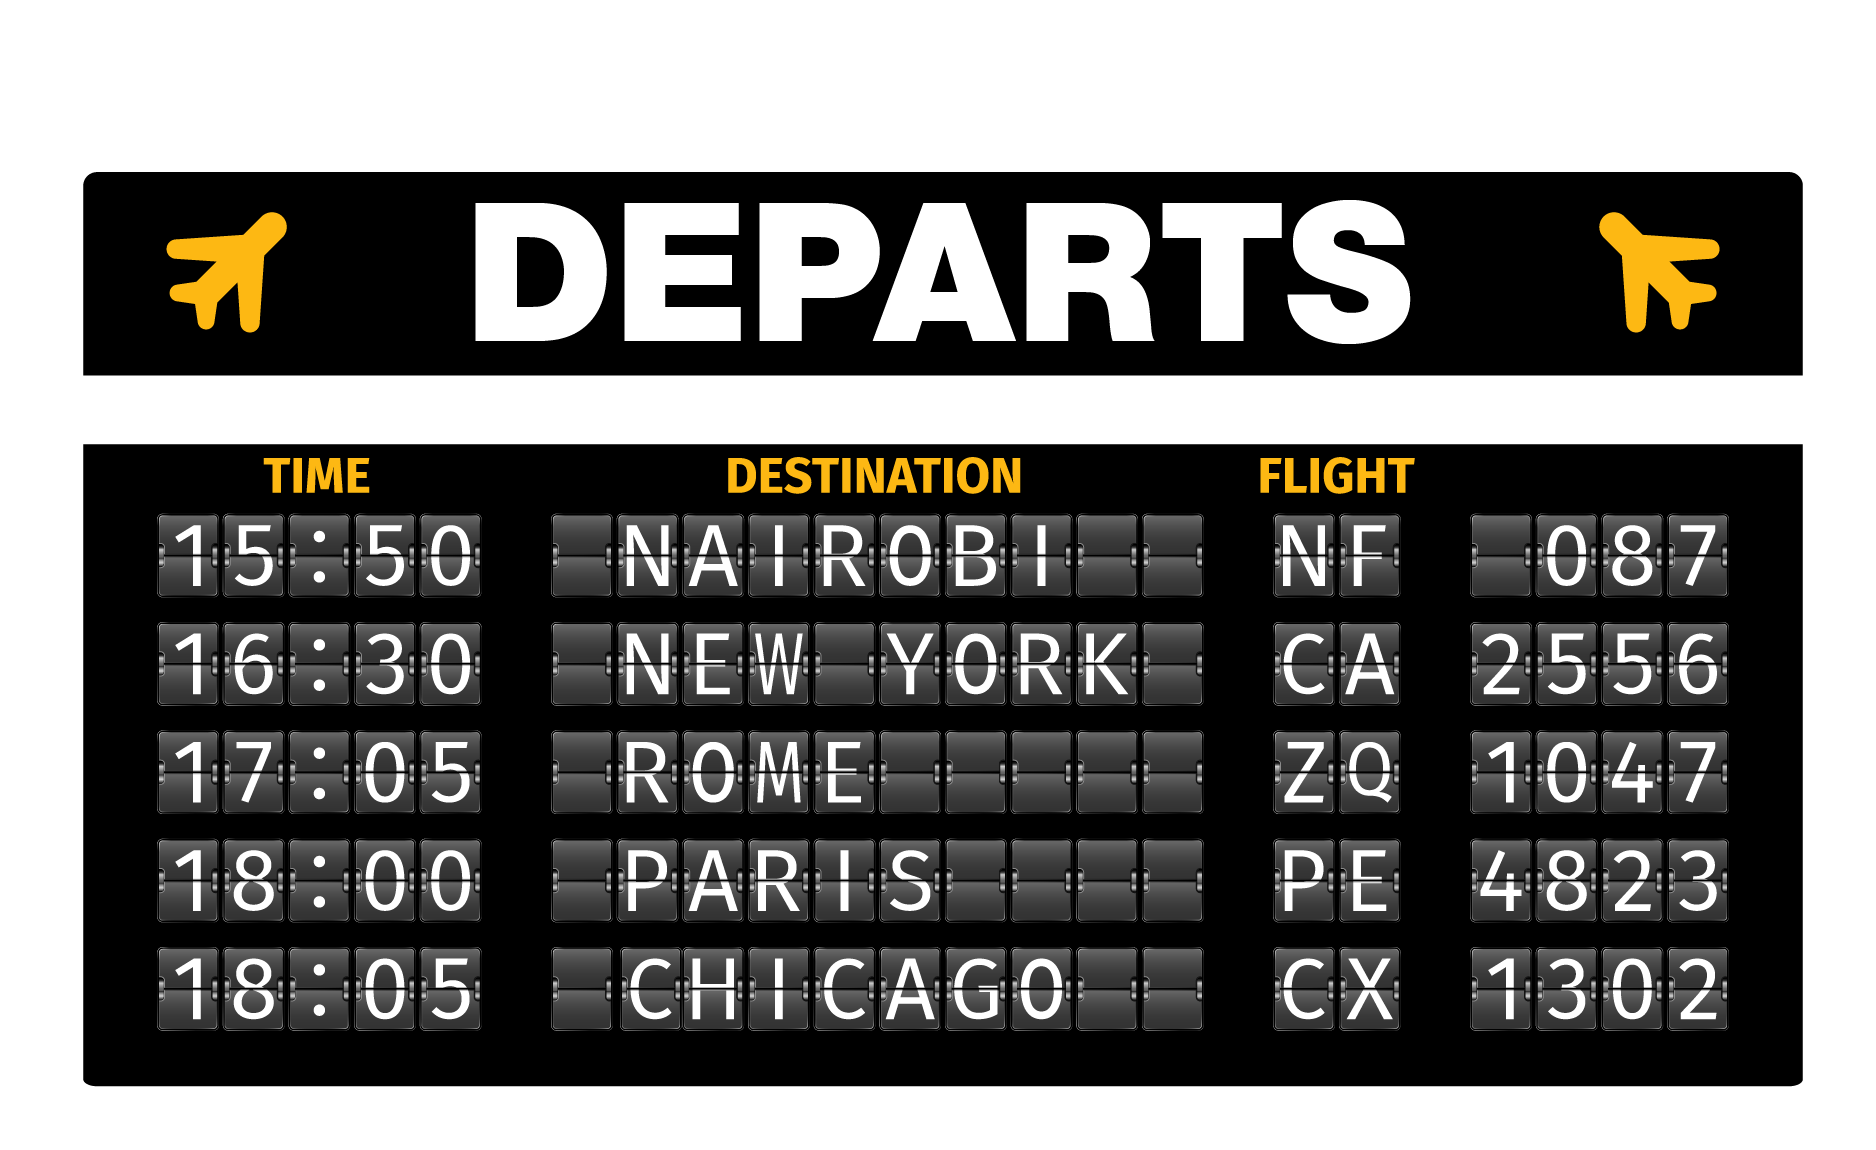 DEPARTS
TIME DESTINATION FLIGHT
15:50 NAIROBI NF 087
16:30 NEW YORK CA 2556
17:05 ROME ZQ 1047
18:00 PARIS PE 4823
18:05 CHICAGO CX 1302